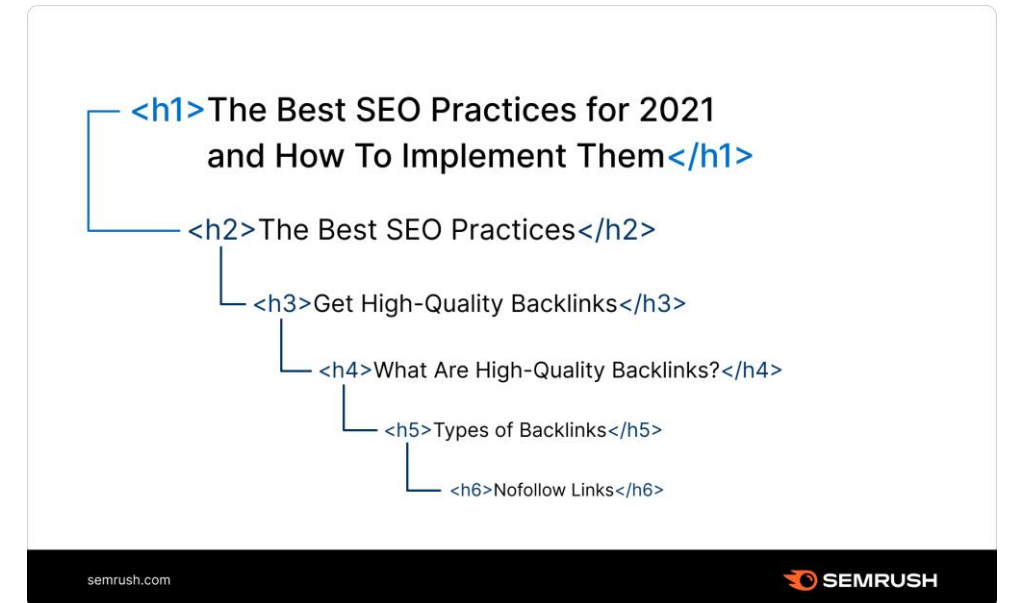 <h1>The Best SEO Practices for 2021
and How To Implement Them</h1>
<h2>The Best SEO Practices</h2>
<h3>Get High-Quality Backlinks</h3>
<h4>What Are High-Quality Backlinks?</h4>
<h5>Types of Backlinks</h5>
<h6>Nofollow Links</h6>
semrush.com
SEMRUSH